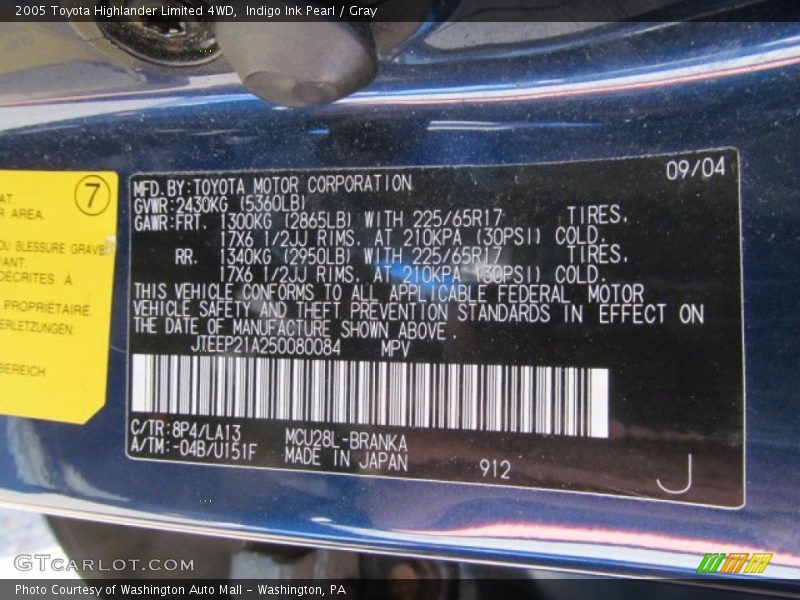 2005 Toyota Highlander Limited 4WD, Indigo Ink Pearl / Gray
7
AT.
R AREA.
OU BLESSURE GRAVE
DÉCRITES À
PROPRIÉTAIRE
ERLETZUNGEN
BEREICH
09/04
MFD. BY: TOYOTA MOTOR CORPORATION
GVWR: 2430KG (5360LB)
GAWR: FRT. 1300KG (2865LB) WITH 225/65R17 TIRES.
17X6 1/2JJ RIMS. AT 210KPA (30PSI) COLD.
RR. 1340KG (2950LB) WITH 225/65R17 TIRES.
17X6 1/2JJ RIMS. AT 210KPA (30PSI) COLD.
THIS VEHICLE CONFORMS TO ALL APPLICABLE FEDERAL MOTOR
VEHICLE SAFETY AND THEFT PREVENTION STANDARDS IN EFFECT ON
THE DATE OF MANUFACTURE SHOWN ABOVE.
JTEEP21A250080084 MPV
C/TR: 8P4/LA13 MCU28L-BRANKA
A/TM: -04B/U151F MADE IN JAPAN 912 J
GTCARLOT.COM
Photo Courtesy of Washington Auto Mall - Washington, PA